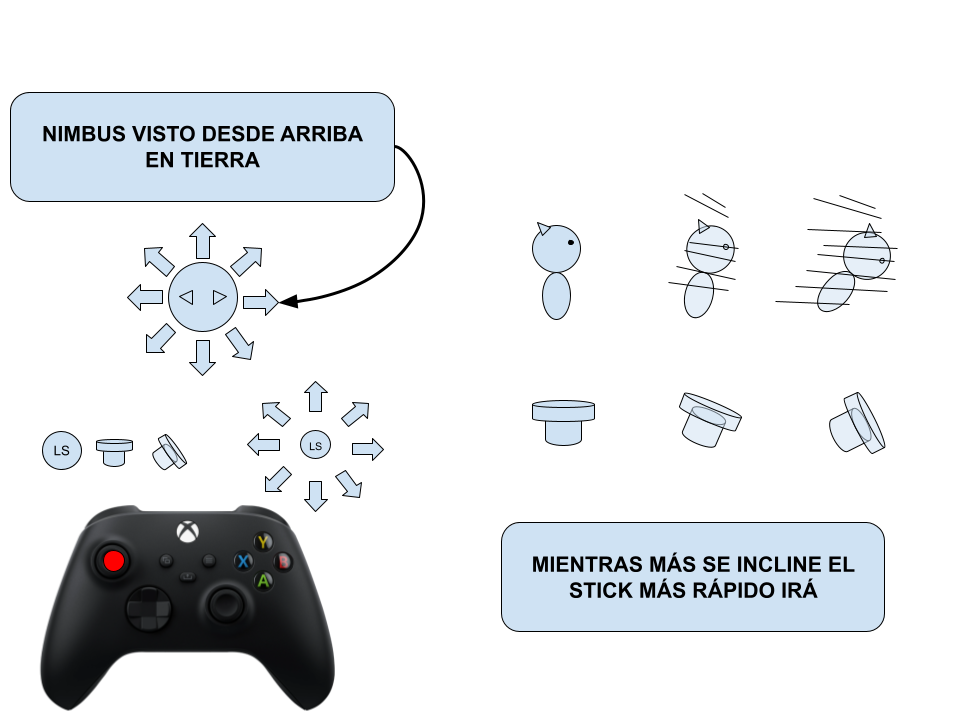 NIMBUS VISTO DESDE ARRIBA
EN TIERRA
LS
LS
Y
X
B
A
MIENTRAS MÁS SE INCLINE EL
STICK MÁS RÁPIDO IRÁ